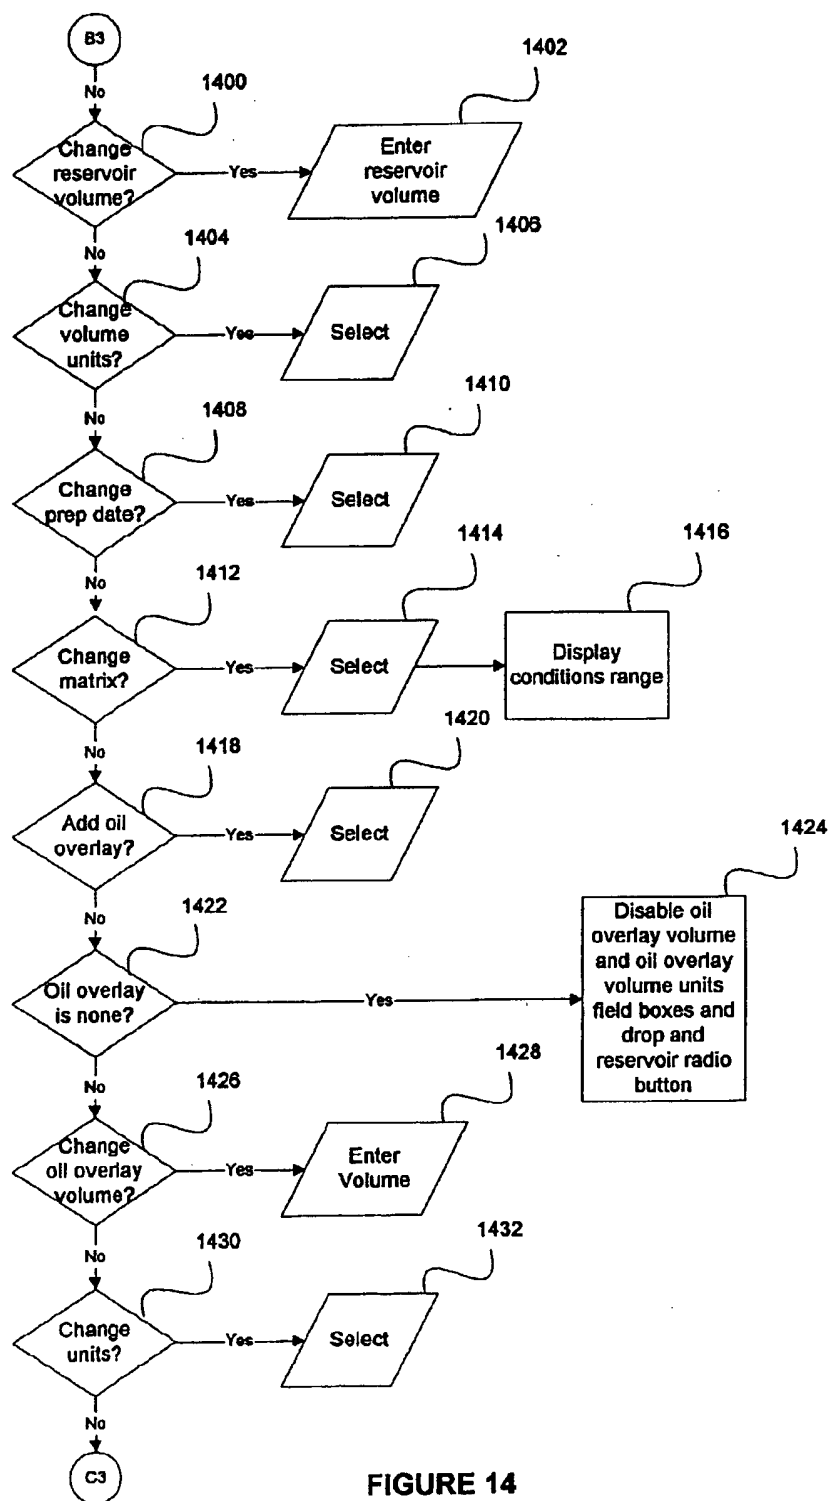 B3
No
1400
1402
Change
reservoir
volume?
Yes
Enter
reservoir
volume
No
1404
1406
Change
volume
units?
Yes
Select
No
1408
1410
Change
prep date?
Yes
Select
No
1412
1414
1416
Change
matrix?
Yes
Select
Display
conditions range
No
1418
1420
Add oil
overlay?
Yes
Select
No
1422
1424
Oil overlay
is none?
Yes
Disable oil
overlay volume
and oil overlay
volume units
field boxes and
drop and
reservoir radio
button
No
1426
1428
Change
oil overlay
volume?
Yes
Enter
Volume
No
1430
1432
Change
units?
Yes
Select
No
C3
FIGURE 14